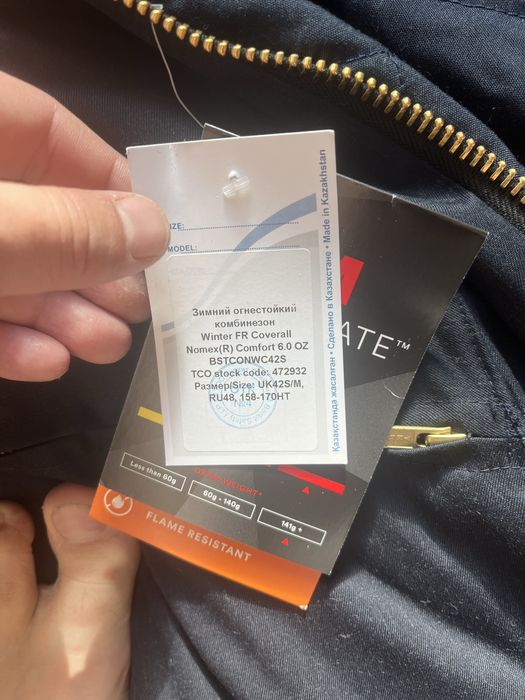 SIZE:
MODEL:
Зимний огнестойкий
комбинезон
Winter FR Coverall
Nomex(R) Comfort 6.0 OZ
BSTCONWC42S
TCO stock code: 472932
Размер/Size: UK42S/M,
RU48, 158-170HT
Қазақстанда жасалған • Сделано в Казахстане • Made in Kazakhstan
ATE™
Less than 60g
60g - 140g
141g +
FLAME RESISTANT